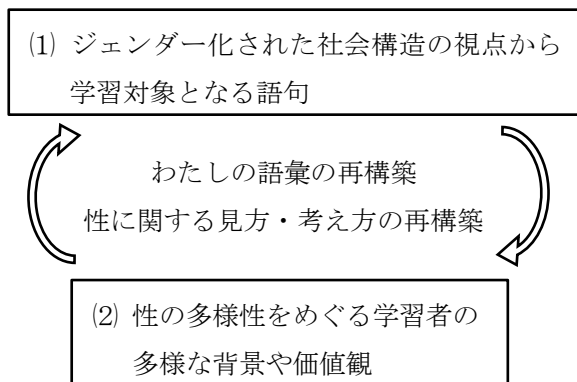 ⑴ ジェンダー化された社会構造の視点から
学習対象となる語句
わたしの語彙の再構築
性に関する見方・考え方の再構築
⑵ 性の多様性をめぐる学習者の
多様な背景や価値観